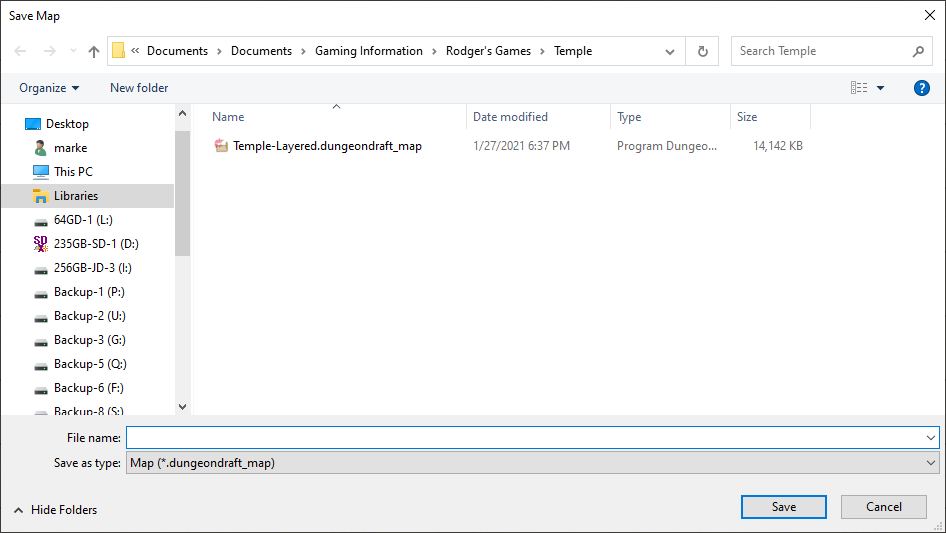 Save Map
« Documents > Documents > Gaming Information > Rodger's Games > Temple
Search Temple
Organize
New folder
?
Name
Date modified
Type
Size
Temple-Layered.dungeondraft_map
1/27/2021 6:37 PM
Program Dungeo...
14,142 KB
Desktop
marke
This PC
Libraries
64GD-1 (L:)
SD
X
235GB-SD-1 (D:)
256GB-JD-3 (I:)
Backup-1 (P:)
Backup-2 (U:)
Backup-3 (G:)
Backup-5 (Q:)
Backup-6 (F:)
Backup-8 (S:)
File name:
Save as type:
Map (*.dungeondraft_map)
Hide Folders
Save
Cancel